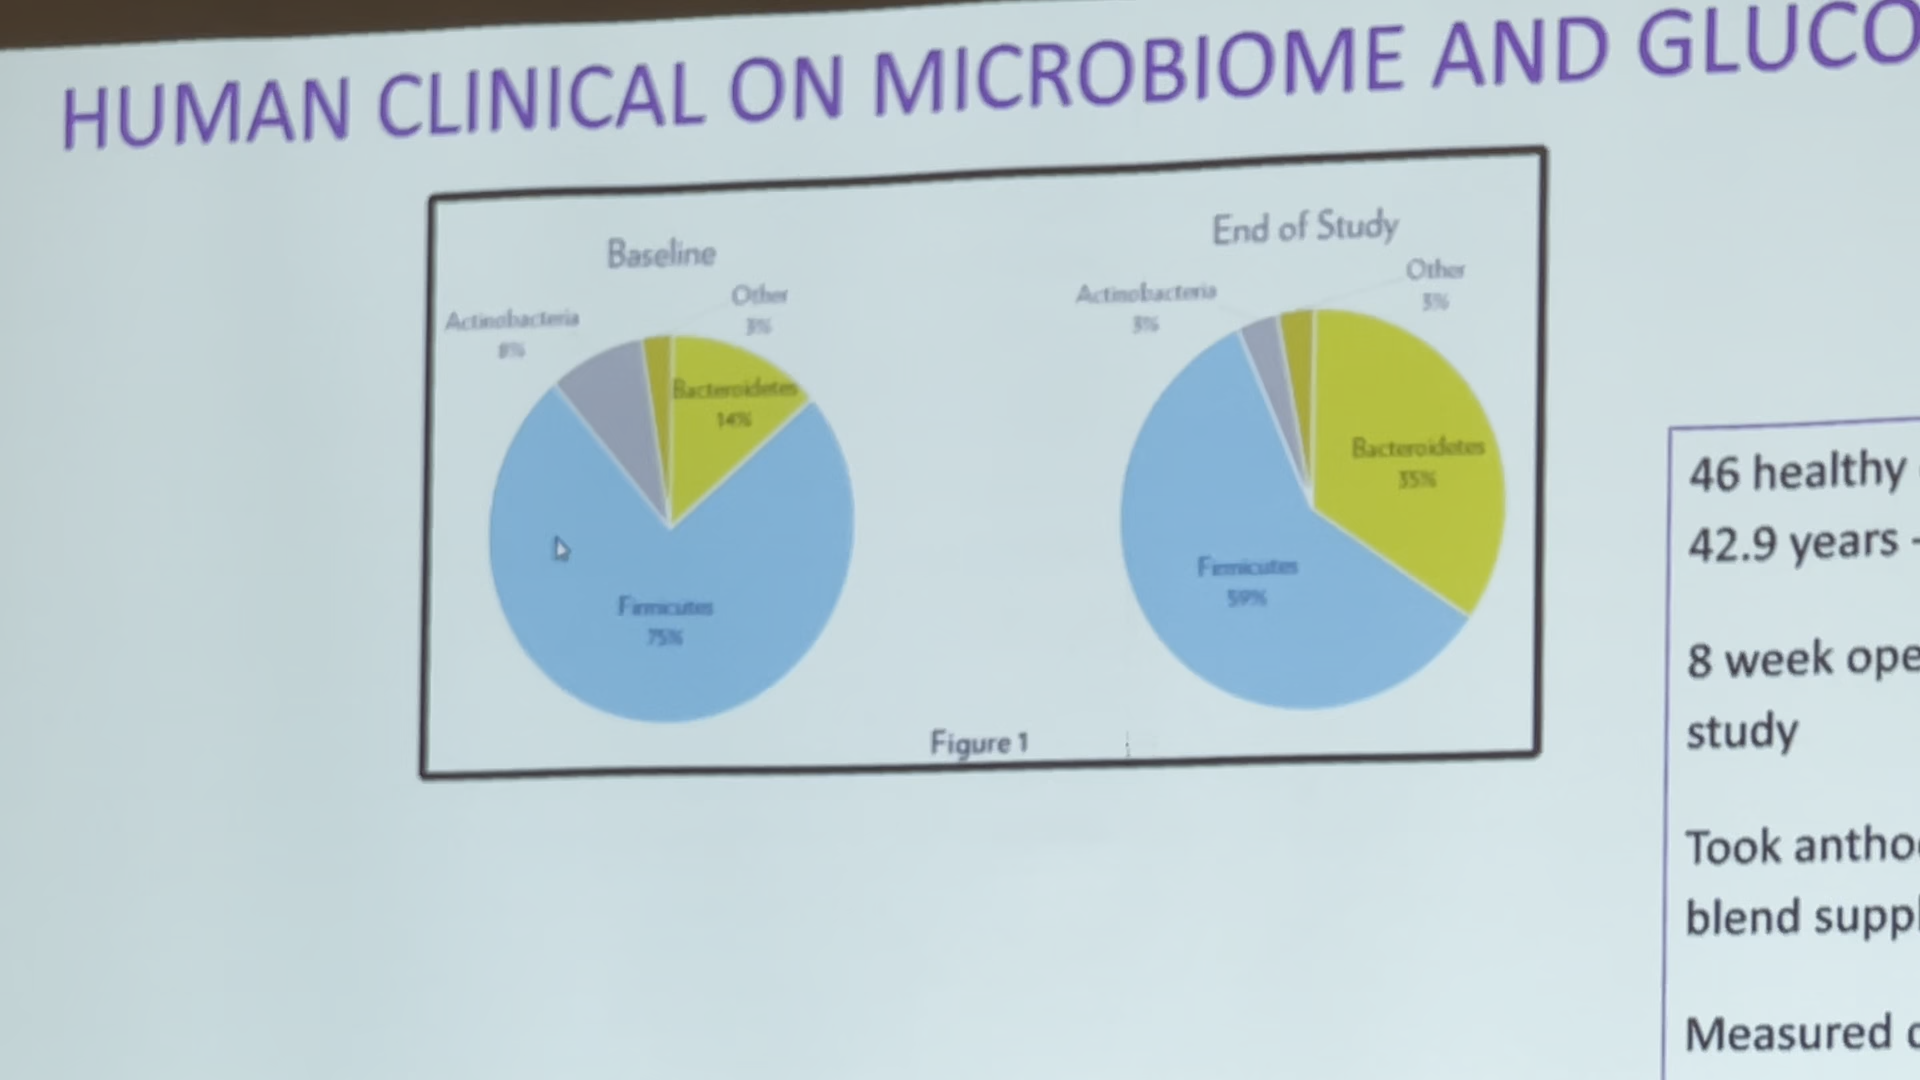 HUMAN CLINICAL ON MICROBIOME AND GLUCO
Baseline
Actinobacteria
8%
Other
3%
Bacteroidetes
14%
Firmicutes
75%
End of Study
Actinobacteria
3%
Other
3%
Bacteroidetes
35%
Firmicutes
59%
Figure 1
46 healthy
42.9 years -
8 week ope
study
Took antho
blend suppl
Measured